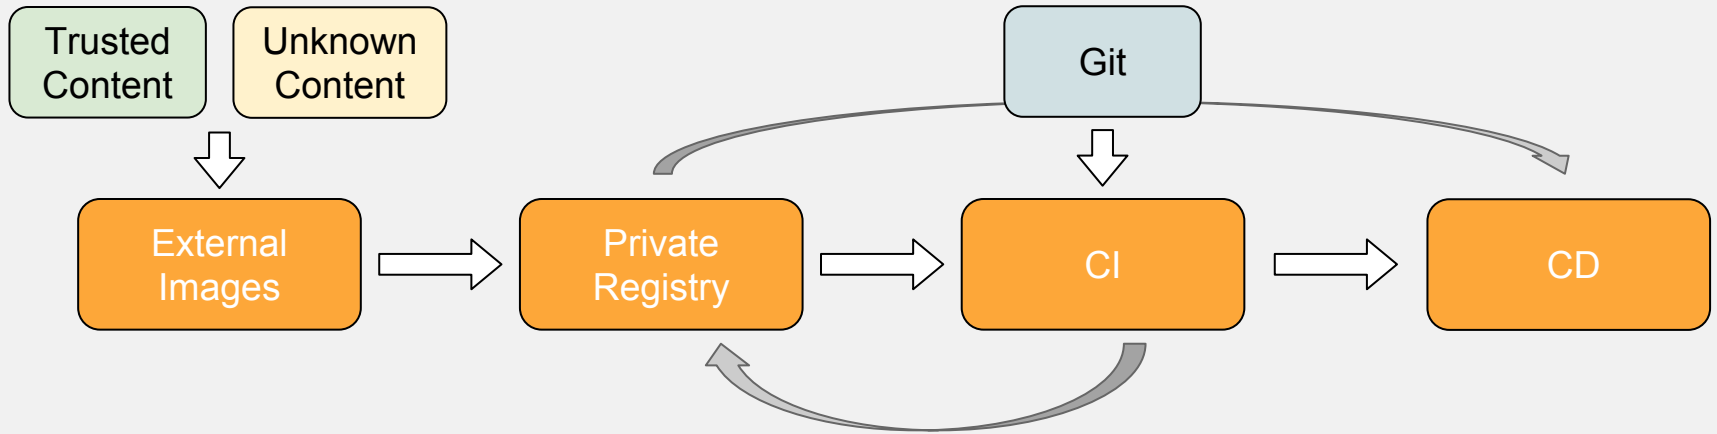 Trusted
Content
Unknown
Content
Git
External
Images
Private
Registry
CI
CD